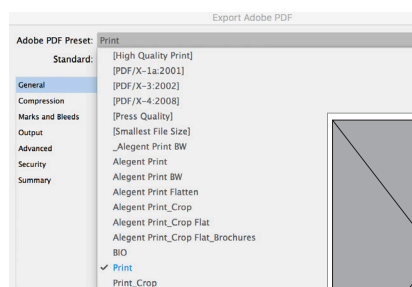 Export Adobe PDF
Adobe PDF Preset: Print
Standard:
[High Quality Print]
[PDF/X-1a:2001]
[PDF/X-3:2002]
[PDF/X-4:2008]
[Press Quality]
[Smallest File Size]
_Alegent Print BW
Alegent Print
Alegent Print BW
Alegent Print Flatten
Alegent Print_Crop
Alegent Print_Crop Flat
Alegent Print_Crop Flat_Brochures
BIO
✓ Print
Print_Crop
General
Compression
Marks and Bleeds
Output
Advanced
Security
Summary